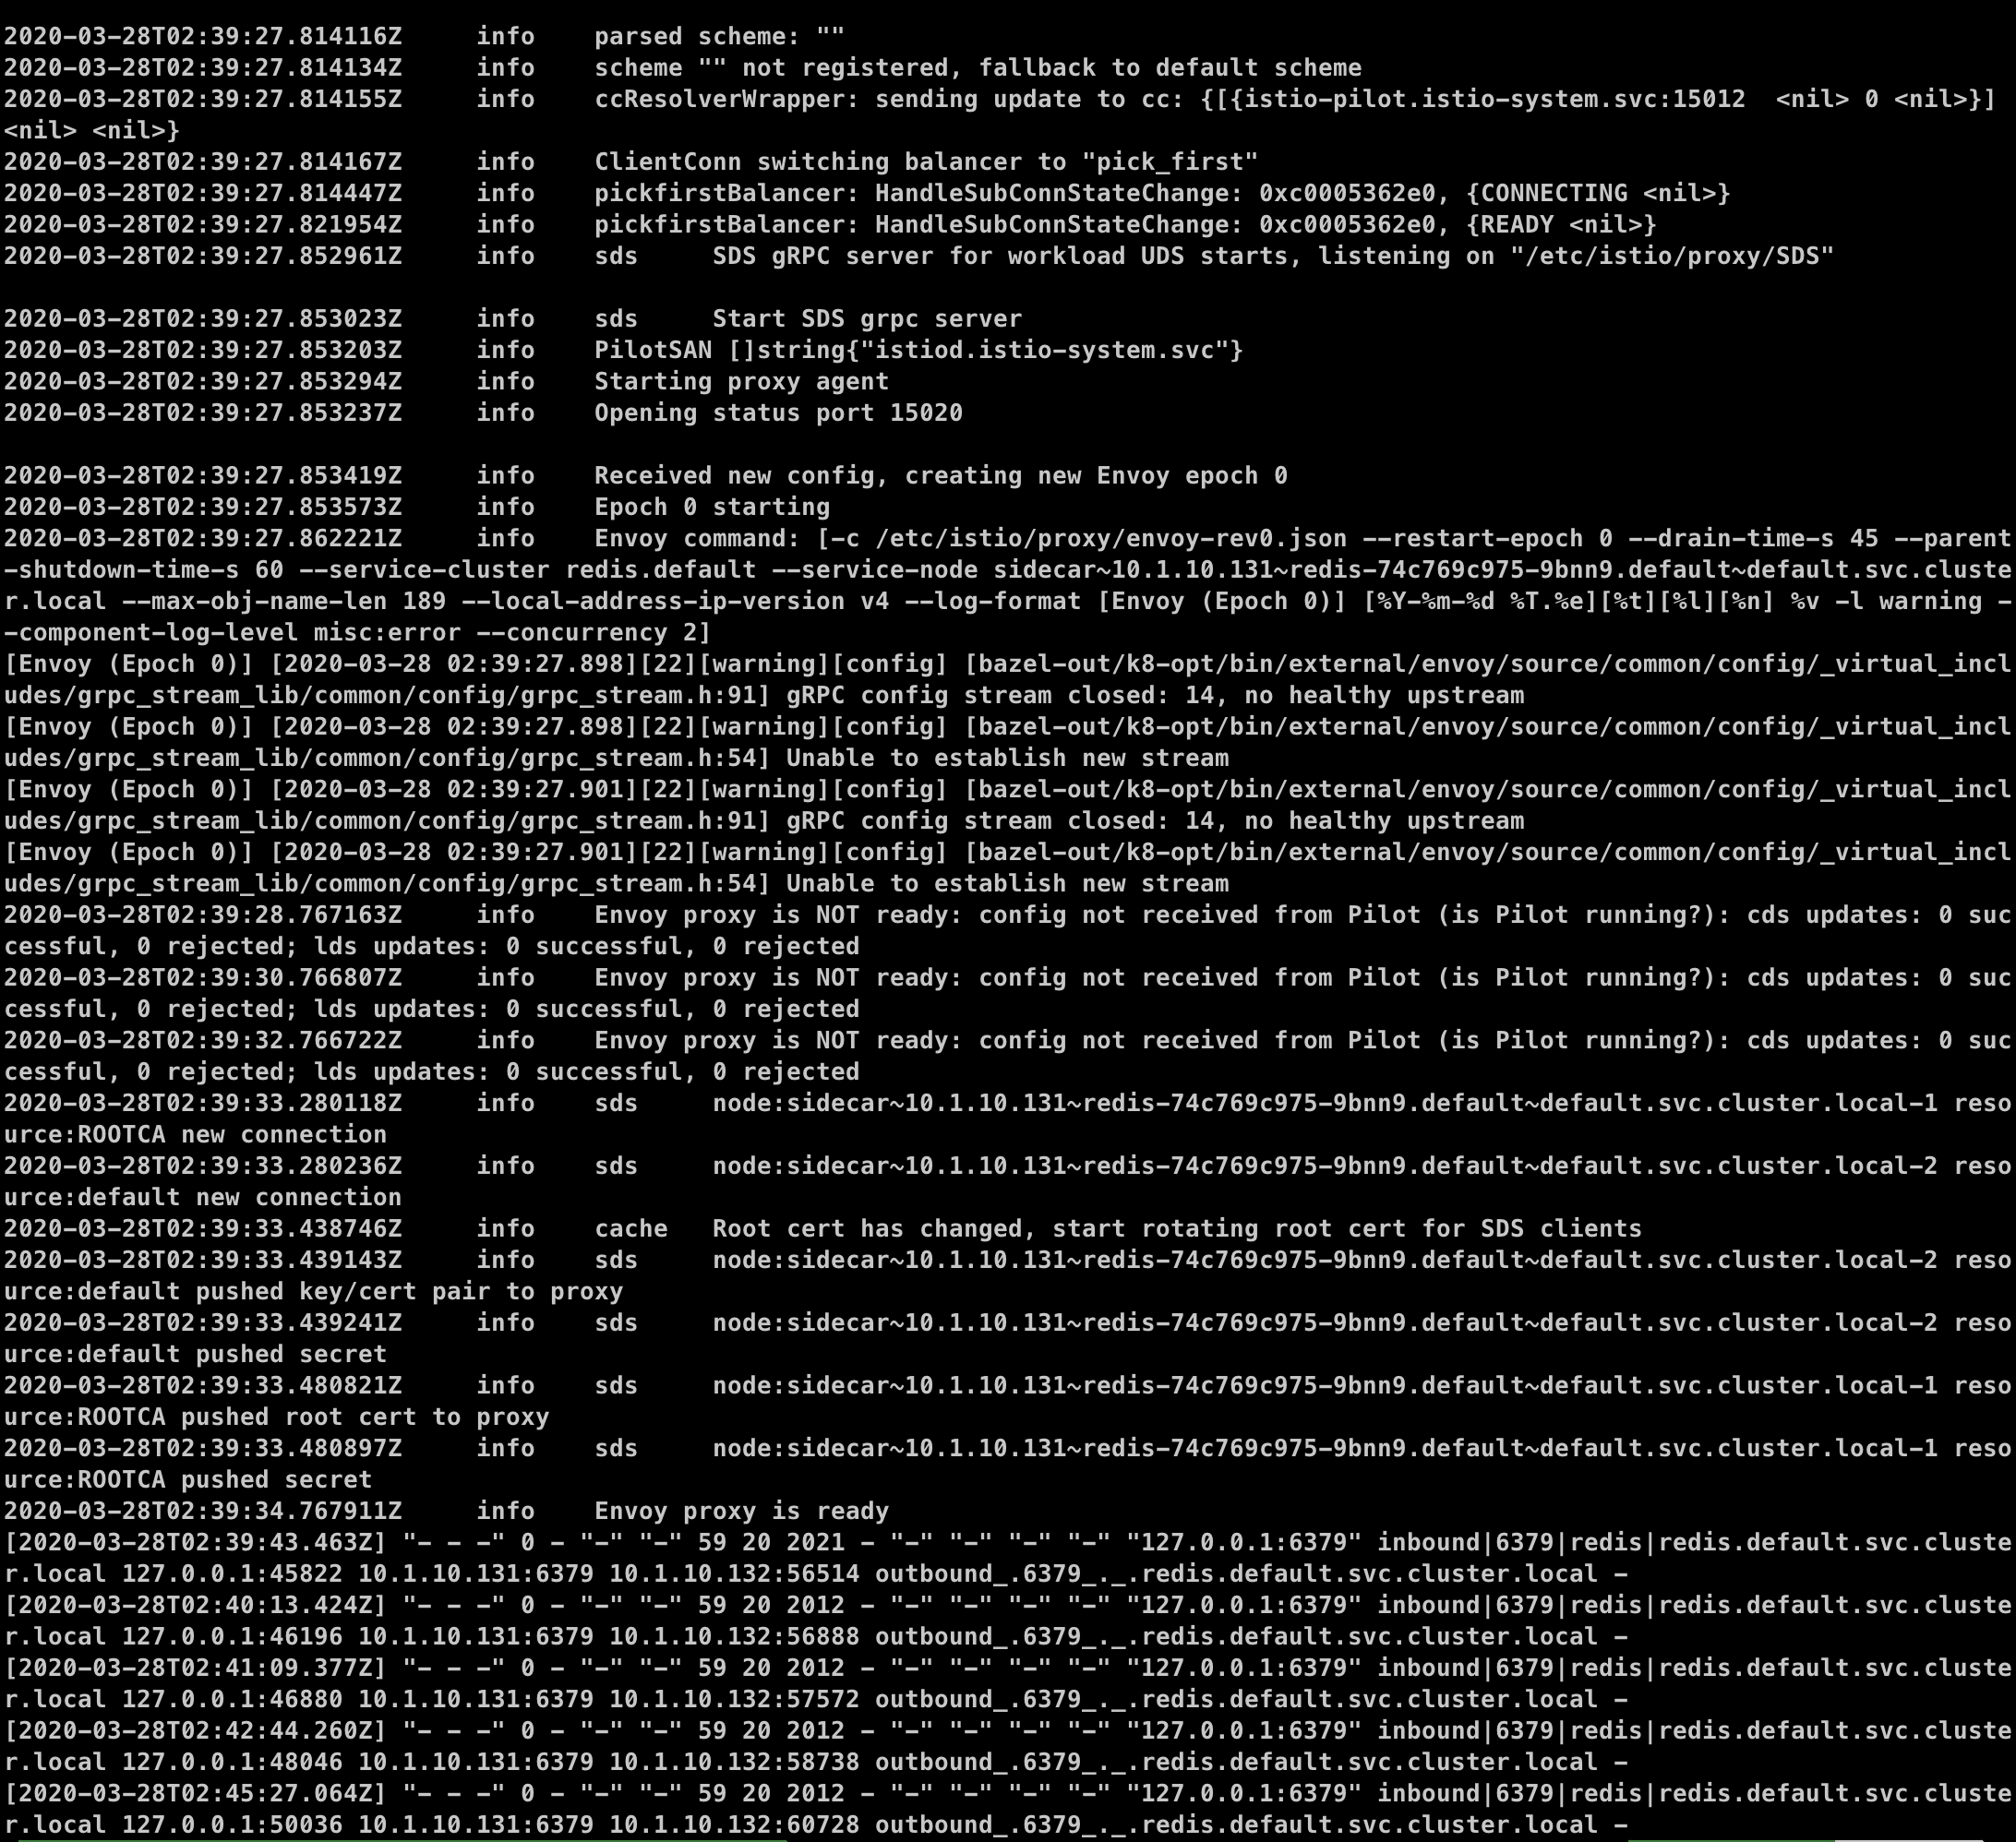 2020-03-28T02:39:27.814116Z     info    parsed scheme: ""
2020-03-28T02:39:27.814134Z     info    scheme "" not registered, fallback to default scheme
2020-03-28T02:39:27.814155Z     info    ccResolverWrapper: sending update to cc: {[{istio-pilot.istio-system.svc:15012  <nil> 0 <nil>}]
<nil> <nil>}
2020-03-28T02:39:27.814167Z     info    ClientConn switching balancer to "pick_first"
2020-03-28T02:39:27.814447Z     info    pickfirstBalancer: HandleSubConnStateChange: 0xc0005362e0, {CONNECTING <nil>}
2020-03-28T02:39:27.821954Z     info    pickfirstBalancer: HandleSubConnStateChange: 0xc0005362e0, {READY <nil>}
2020-03-28T02:39:27.852961Z     info    sds     SDS gRPC server for workload UDS starts, listening on "/etc/istio/proxy/SDS"
2020-03-28T02:39:27.853023Z     info    sds     Start SDS grpc server
2020-03-28T02:39:27.853203Z     info    PilotSAN []string{"istiod.istio-system.svc"}
2020-03-28T02:39:27.853294Z     info    Starting proxy agent
2020-03-28T02:39:27.853237Z     info    Opening status port 15020
2020-03-28T02:39:27.853419Z     info    Received new config, creating new Envoy epoch 0
2020-03-28T02:39:27.853573Z     info    Epoch 0 starting
2020-03-28T02:39:27.862221Z     info    Envoy command: [-c /etc/istio/proxy/envoy-rev0.json --restart-epoch 0 --drain-time-s 45 --parent
-shutdown-time-s 60 --service-cluster redis.default --service-node sidecar~10.1.10.131~redis-74c769c975-9bnn9.default~default.svc.cluste
r.local --max-obj-name-len 189 --local-address-ip-version v4 --log-format [Envoy (Epoch 0)] [%Y-%m-%d %T.%e][%t][%l][%n] %v -l warning -
-component-log-level misc:error --concurrency 2]
[Envoy (Epoch 0)] [2020-03-28 02:39:27.898][22][warning][config] [bazel-out/k8-opt/bin/external/envoy/source/common/config/_virtual_incl
udes/grpc_stream_lib/common/config/grpc_stream.h:91] gRPC config stream closed: 14, no healthy upstream
[Envoy (Epoch 0)] [2020-03-28 02:39:27.898][22][warning][config] [bazel-out/k8-opt/bin/external/envoy/source/common/config/_virtual_incl
udes/grpc_stream_lib/common/config/grpc_stream.h:54] Unable to establish new stream
[Envoy (Epoch 0)] [2020-03-28 02:39:27.901][22][warning][config] [bazel-out/k8-opt/bin/external/envoy/source/common/config/_virtual_incl
udes/grpc_stream_lib/common/config/grpc_stream.h:91] gRPC config stream closed: 14, no healthy upstream
[Envoy (Epoch 0)] [2020-03-28 02:39:27.901][22][warning][config] [bazel-out/k8-opt/bin/external/envoy/source/common/config/_virtual_incl
udes/grpc_stream_lib/common/config/grpc_stream.h:54] Unable to establish new stream
2020-03-28T02:39:28.767163Z     info    Envoy proxy is NOT ready: config not received from Pilot (is Pilot running?): cds updates: 0 suc
cessful, 0 rejected; lds updates: 0 successful, 0 rejected
2020-03-28T02:39:30.766807Z     info    Envoy proxy is NOT ready: config not received from Pilot (is Pilot running?): cds updates: 0 suc
cessful, 0 rejected; lds updates: 0 successful, 0 rejected
2020-03-28T02:39:32.766722Z     info    Envoy proxy is NOT ready: config not received from Pilot (is Pilot running?): cds updates: 0 suc
cessful, 0 rejected; lds updates: 0 successful, 0 rejected
2020-03-28T02:39:33.280118Z     info    sds     node:sidecar~10.1.10.131~redis-74c769c975-9bnn9.default~default.svc.cluster.local-1 reso
urce:ROOTCA new connection
2020-03-28T02:39:33.280236Z     info    sds     node:sidecar~10.1.10.131~redis-74c769c975-9bnn9.default~default.svc.cluster.local-2 reso
urce:default new connection
2020-03-28T02:39:33.438746Z     info    cache   Root cert has changed, start rotating root cert for SDS clients
2020-03-28T02:39:33.439143Z     info    sds     node:sidecar~10.1.10.131~redis-74c769c975-9bnn9.default~default.svc.cluster.local-2 reso
urce:default pushed key/cert pair to proxy
2020-03-28T02:39:33.439241Z     info    sds     node:sidecar~10.1.10.131~redis-74c769c975-9bnn9.default~default.svc.cluster.local-2 reso
urce:default pushed secret
2020-03-28T02:39:33.480821Z     info    sds     node:sidecar~10.1.10.131~redis-74c769c975-9bnn9.default~default.svc.cluster.local-1 reso
urce:ROOTCA pushed root cert to proxy
2020-03-28T02:39:33.480897Z     info    sds     node:sidecar~10.1.10.131~redis-74c769c975-9bnn9.default~default.svc.cluster.local-1 reso
urce:ROOTCA pushed secret
2020-03-28T02:39:34.767911Z     info    Envoy proxy is ready
[2020-03-28T02:39:43.463Z] "- - -" 0 - "-" "-" 59 20 2021 - "-" "-" "-" "-" "127.0.0.1:6379" inbound|6379|redis|redis.default.svc.cluste
r.local 127.0.0.1:45822 10.1.10.131:6379 10.1.10.132:56514 outbound_.6379_._.redis.default.svc.cluster.local -
[2020-03-28T02:40:13.424Z] "- - -" 0 - "-" "-" 59 20 2012 - "-" "-" "-" "-" "127.0.0.1:6379" inbound|6379|redis|redis.default.svc.cluste
r.local 127.0.0.1:46196 10.1.10.131:6379 10.1.10.132:56888 outbound_.6379_._.redis.default.svc.cluster.local -
[2020-03-28T02:41:09.377Z] "- - -" 0 - "-" "-" 59 20 2012 - "-" "-" "-" "-" "127.0.0.1:6379" inbound|6379|redis|redis.default.svc.cluste
r.local 127.0.0.1:46880 10.1.10.131:6379 10.1.10.132:57572 outbound_.6379_._.redis.default.svc.cluster.local -
[2020-03-28T02:42:44.260Z] "- - -" 0 - "-" "-" 59 20 2012 - "-" "-" "-" "-" "127.0.0.1:6379" inbound|6379|redis|redis.default.svc.cluste
r.local 127.0.0.1:48046 10.1.10.131:6379 10.1.10.132:58738 outbound_.6379_._.redis.default.svc.cluster.local -
[2020-03-28T02:45:27.064Z] "- - -" 0 - "-" "-" 59 20 2012 - "-" "-" "-" "-" "127.0.0.1:6379" inbound|6379|redis|redis.default.svc.cluste
r.local 127.0.0.1:50036 10.1.10.131:6379 10.1.10.132:60728 outbound_.6379_._.redis.default.svc.cluster.local -